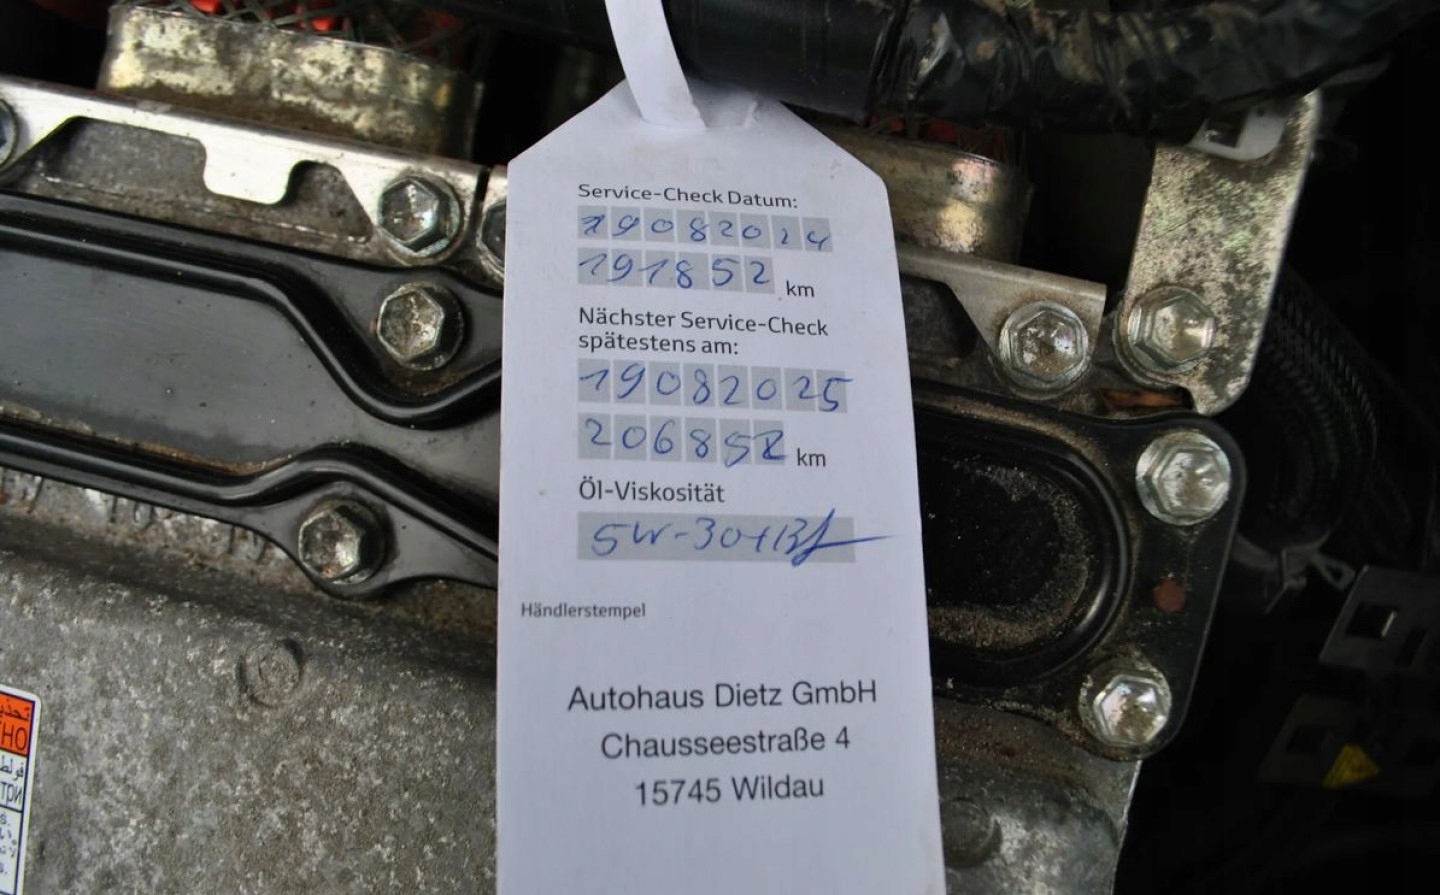 Service-Check Datum:
19082024
191852 km
Nächster Service-Check
spätestens am:
19082025
206852 km
Öl-Viskosität
5W-30
Händlerstempel
Autohaus Dietz GmbH
Chausseestraße 4
15745 Wildau